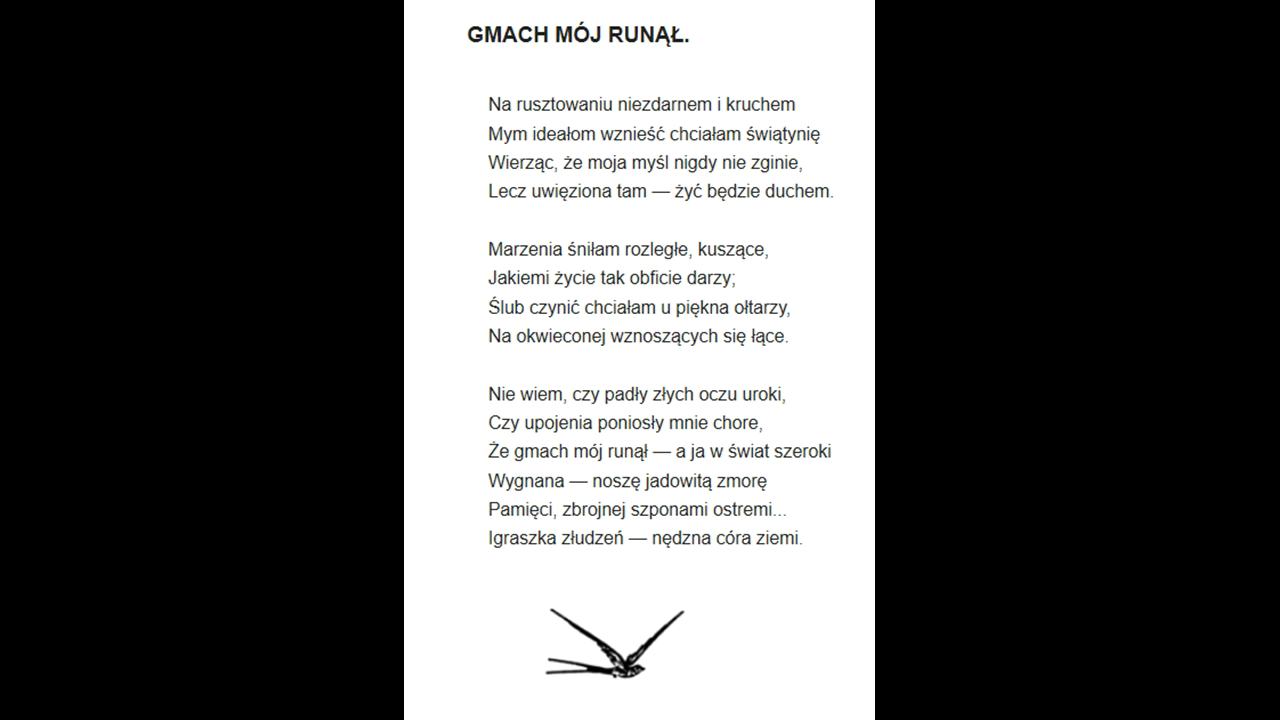 GMACH MÓJ RUNĄŁ.
Na rusztowaniu niezdarnem i kruchem
Mym ideałom wznieść chciałam świątynię
Wierząc, że moja myśl nigdy nie zginie,
Lecz uwięziona tam — żyć będzie duchem.
Marzenia śniłam rozległe, kuszące,
Jakiemi życie tak obficie darzy;
Ślub czynić chciałam u piękna ołtarzy,
Na okwieconej wznoszących się łące.
Nie wiem, czy padły złych oczu uroki,
Czy upojenia poniosły mnie chore,
Że gmach mój runął — a ja w świat szeroki
Wygnana — noszę jadowitą zmorę
Pamięci, zbrojnej szponami ostremi...
Igraszka złudzeń — nędzna córa ziemi.